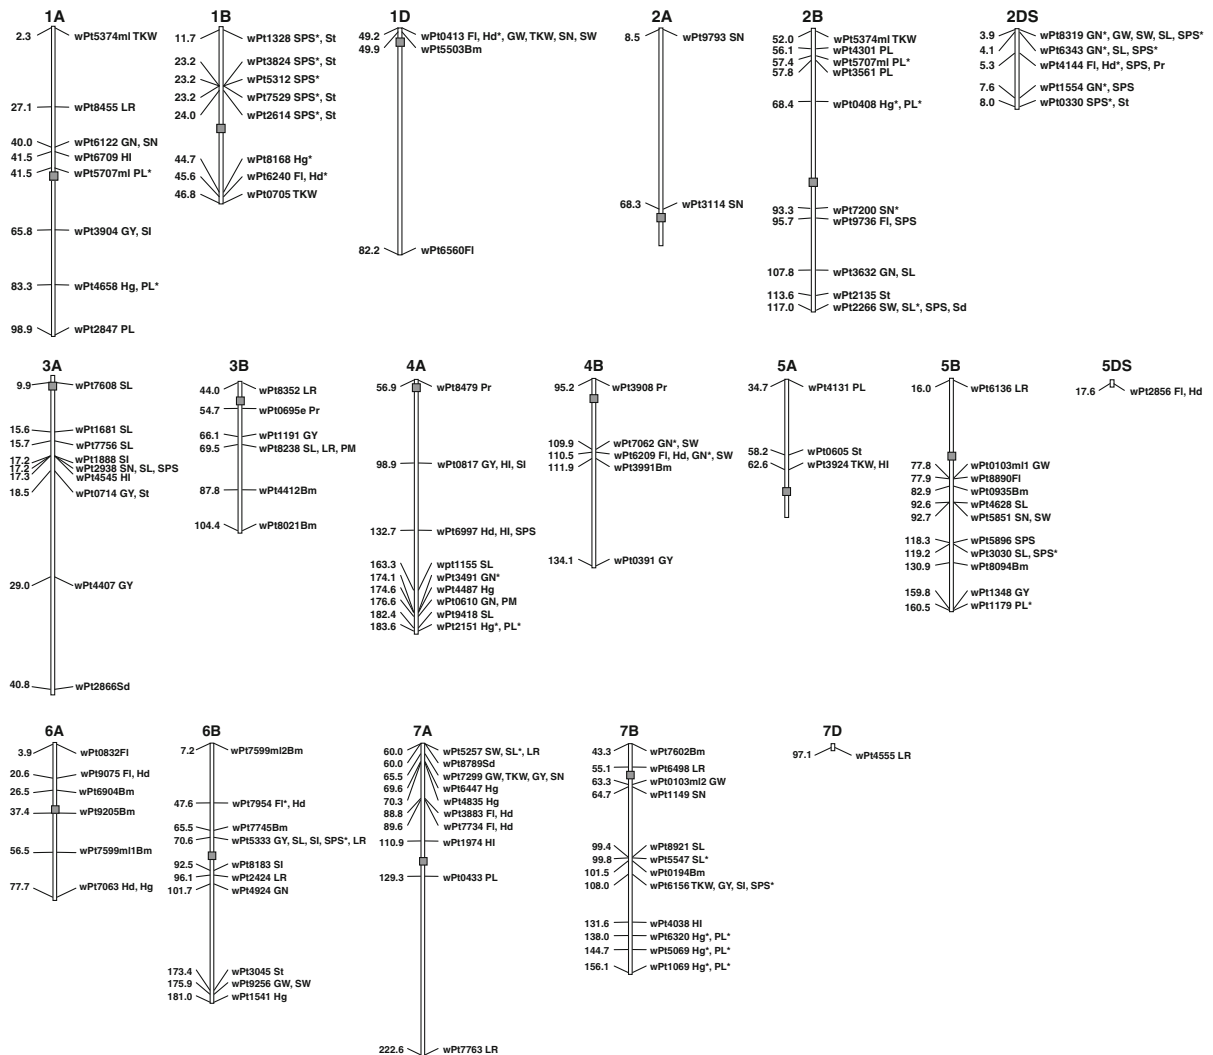 1A
2.3 wPt5374ml TKW
27.1 wPt8455 LR
40.0 wPt6122 GN, SN
41.5 wPt6709 HI
41.5 wPt5707ml PL*
65.8 wPt3904 GY, SI
83.3 wPt4658 Hg, PL*
98.9 wPt2847 PL
1B
11.7 wPt1328 SPS*, St
23.2 wPt3824 SPS*, St
23.2 wPt5312 SPS*
23.2 wPt7529 SPS*, St
24.0 wPt2614 SPS*, St
44.7 wPt8168 Hg*
45.6 wPt6240 Fl, Hd*
46.8 wPt0705 TKW
1D
49.2 wPt0413 Fl, Hd*, GW, TKW, SN, SW
49.9 wPt5503Bm
82.2 wPt6560Fl
2A
8.5 wPt9793 SN
68.3 wPt3114 SN
2B
52.0 wPt5374ml TKW
56.1 wPt4301 PL
57.4 wPt5707ml PL*
57.8 wPt3561 PL
68.4 wPt0408 Hg*, PL*
93.3 wPt7200 SN*
95.7 wPt9736 Fl, SPS
107.8 wPt3632 GN, SL
113.6 wPt2135 St
117.0 wPt2266 SW, SL*, SPS, Sd
2DS
3.9 wPt8319 GN*, GW, SW, SL, SPS*
4.1 wPt6343 GN*, SL, SPS*
5.3 wPt4144 Fl, Hd*, SPS, Pr
7.6 wPt1554 GN*, SPS
8.0 wPt0330 SPS*, St
3A
9.9 wPt7608 SL
15.6 wPt1681 SL
15.7 wPt7756 SL
17.2 wPt1888 SI
17.2 wPt2938 SN, SL, SPS
17.3 wPt4545 HI
18.5 wPt0714 GY, St
29.0 wPt4407 GY
40.8 wPt2866Sd
3B
44.0 wPt8352 LR
54.7 wPt0695e Pr
66.1 wPt1191 GY
69.5 wPt8238 SL, LR, PM
87.8 wPt4412Bm
104.4 wPt8021Bm
4A
56.9 wPt8479 Pr
98.9 wPt0817 GY, HI, SI
132.7 wPt6997 Hd, HI, SPS
163.3 wpt1155 SL
174.1 wPt3491 GN*
174.6 wPt4487 Hg
176.6 wPt0610 GN, PM
182.4 wPt9418 SL
183.6 wPt2151 Hg*, PL*
4B
95.2 wPt3908 Pr
109.9 wPt7062 GN*, SW
110.5 wPt6209 Fl, Hd, GN*, SW
111.9 wPt3991Bm
134.1 wPt0391 GY
5A
34.7 wPt4131 PL
58.2 wPt0605 St
62.6 wPt3924 TKW, HI
5B
16.0 wPt6136 LR
77.8 wPt0103ml1 GW
77.9 wPt8890Fl
82.9 wPt0935Bm
92.6 wPt4628 SL
92.7 wPt5851 SN, SW
118.3 wPt5896 SPS
119.2 wPt3030 SL, SPS*
130.9 wPt8094Bm
159.8 wPt1348 GY
160.5 wPt1179 PL*
5DS
17.6 wPt2856 Fl, Hd
6A
3.9 wPt0832Fl
20.6 wPt9075 Fl, Hd
26.5 wPt6904Bm
37.4 wPt9205Bm
56.5 wPt7599ml1Bm
77.7 wPt7063 Hd, Hg
6B
7.2 wPt7599ml2Bm
47.6 wPt7954 Fl*, Hd
65.5 wPt7745Bm
70.6 wPt5333 GY, SL, SI, SPS*, LR
92.5 wPt8183 SI
96.1 wPt2424 LR
101.7 wPt4924 GN
173.4 wPt3045 St
175.9 wPt9256 GW, SW
181.0 wPt1541 Hg
7A
60.0 wPt5257 SW, SL*, LR
60.0 wPt8789Sd
65.5 wPt7299 GW, TKW, GY, SN
69.6 wPt6447 Hg
70.3 wPt4835 Hg
88.8 wPt3883 Fl, Hd
89.6 wPt7734 Fl, Hd
110.9 wPt1974 HI
129.3 wPt0433 PL
222.6 wPt7763 LR
7B
43.3 wPt7602Bm
55.1 wPt6498 LR
63.3 wPt0103ml2 GW
64.7 wPt1149 SN
99.4 wPt8921 SL
99.8 wPt5547 SL*
101.5 wPt0194Bm
108.0 wPt6156 TKW, GY, SI, SPS*
131.6 wPt4038 HI
138.0 wPt6320 Hg*, PL*
144.7 wPt5069 Hg*, PL*
156.1 wPt1069 Hg*, PL*
7D
97.1 wPt4555 LR